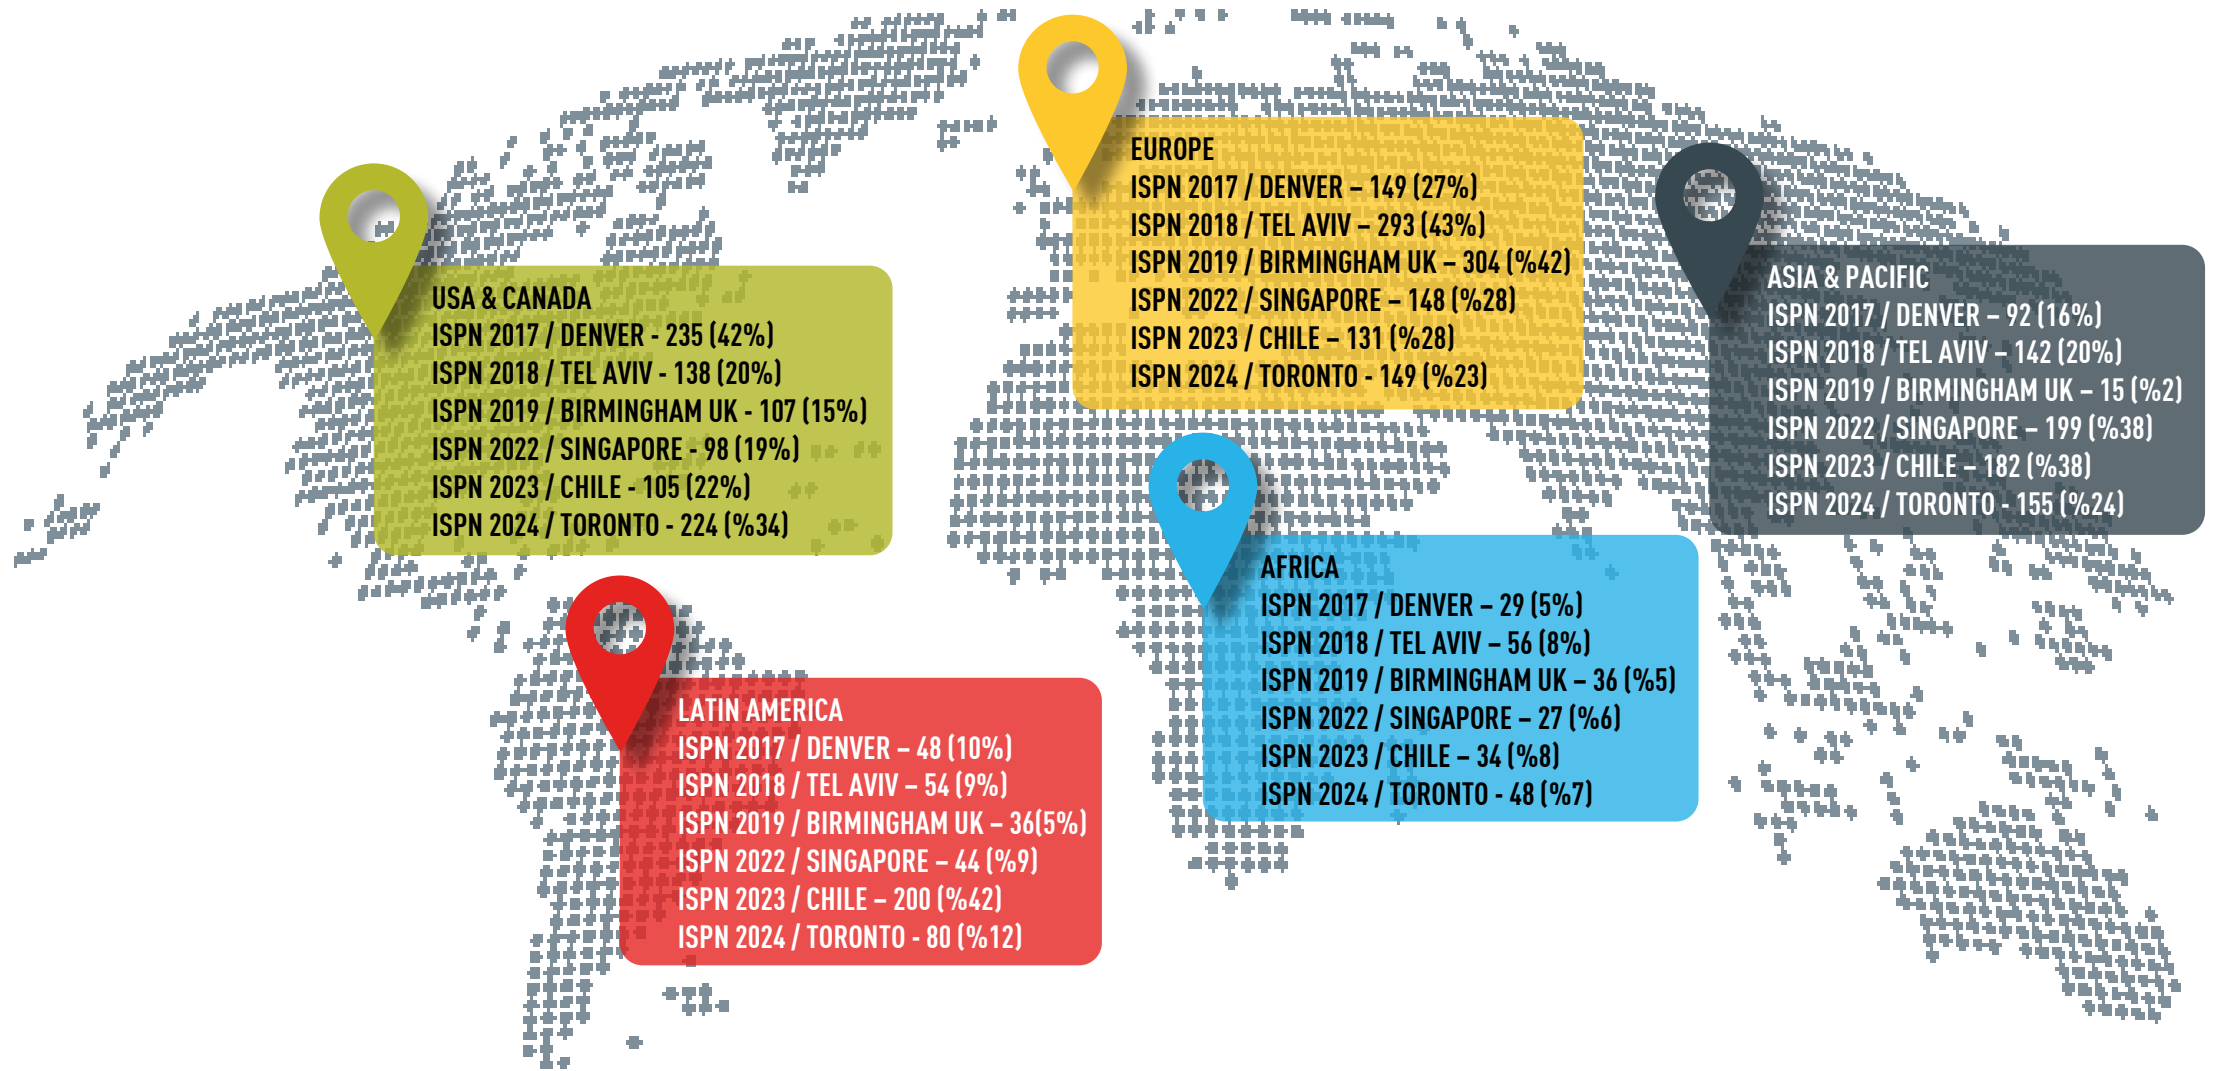 USA & CANADA
ISPN 2017 / DENVER - 235 (42%)
ISPN 2018 / TEL AVIV - 138 (20%)
ISPN 2019 / BIRMINGHAM UK - 107 (15%)
ISPN 2022 / SINGAPORE - 98 (19%)
ISPN 2023 / CHILE - 105 (22%)
ISPN 2024 / TORONTO - 224 (%34)
EUROPE
ISPN 2017 / DENVER – 149 (27%)
ISPN 2018 / TEL AVIV – 293 (43%)
ISPN 2019 / BIRMINGHAM UK – 304 (%42)
ISPN 2022 / SINGAPORE – 148 (%28)
ISPN 2023 / CHILE – 131 (%28)
ISPN 2024 / TORONTO - 149 (%23)
ASIA & PACIFIC
ISPN 2017 / DENVER – 92 (16%)
ISPN 2018 / TEL AVIV – 142 (20%)
ISPN 2019 / BIRMINGHAM UK – 15 (%2)
ISPN 2022 / SINGAPORE – 199 (%38)
ISPN 2023 / CHILE – 182 (%38)
ISPN 2024 / TORONTO - 155 (%24)
LATIN AMERICA
ISPN 2017 / DENVER – 48 (10%)
ISPN 2018 / TEL AVIV – 54 (9%)
ISPN 2019 / BIRMINGHAM UK – 36(5%)
ISPN 2022 / SINGAPORE – 44 (%9)
ISPN 2023 / CHILE – 200 (%42)
ISPN 2024 / TORONTO - 80 (%12)
AFRICA
ISPN 2017 / DENVER – 29 (5%)
ISPN 2018 / TEL AVIV – 56 (8%)
ISPN 2019 / BIRMINGHAM UK – 36 (%5)
ISPN 2022 / SINGAPORE – 27 (%6)
ISPN 2023 / CHILE – 34 (%8)
ISPN 2024 / TORONTO - 48 (%7)